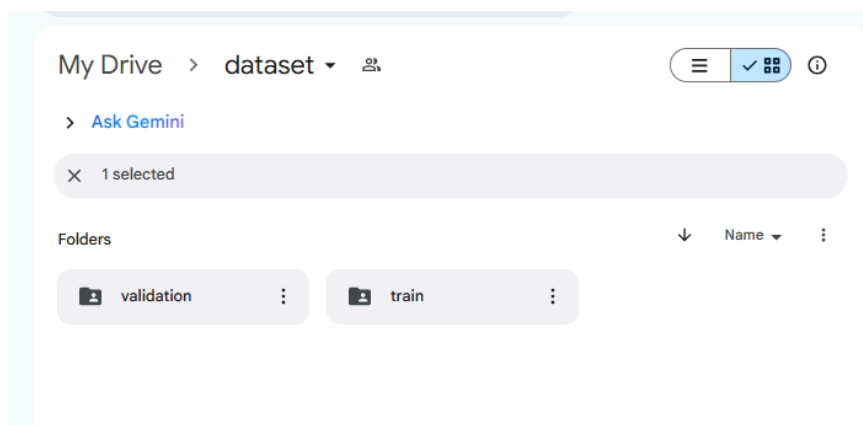 My Drive > dataset
Ask Gemini
1 selected
Folders
Name
validation
train